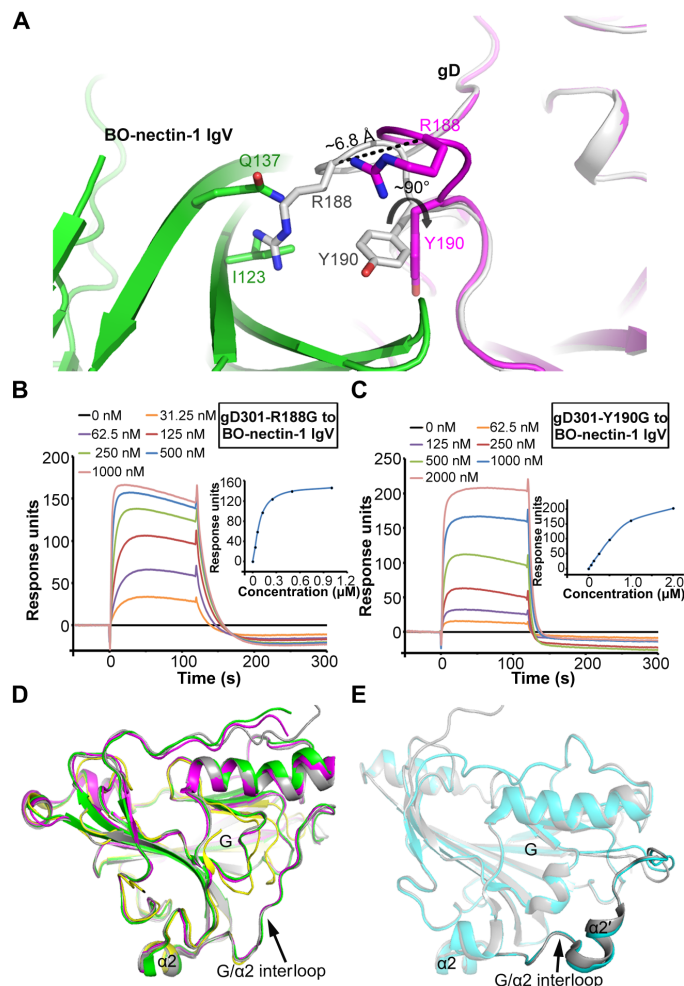 A
gD
BO-nectin-1 IgV
~6.8 Å
R188
Q137
R188
~90°
I123
Y190
Y190
B
0 nM 31.25 nM
62.5 nM 125 nM
250 nM 500 nM
1000 nM
gD301-R188G to
BO-nectin-1 IgV
Response units
200
150
100
50
0
-50
0 100 200 300
Time (s)
Response units
160
120
80
40
0
0 0.3 0.6 0.9 1.2
Concentration (µM)
C
0 nM 62.5 nM
125 nM 250 nM
500 nM 1000 nM
2000 nM
gD301-Y190G to
BO-nectin-1 IgV
Response units
250
200
150
100
50
0
0 100 200 300
Time (s)
Response units
200
150
100
50
0
0 0.5 1.0 1.5 2.0
Concentration (µM)
D
G
α2
G/α2 interloop
E
G
α2'
α2
G/α2 interloop